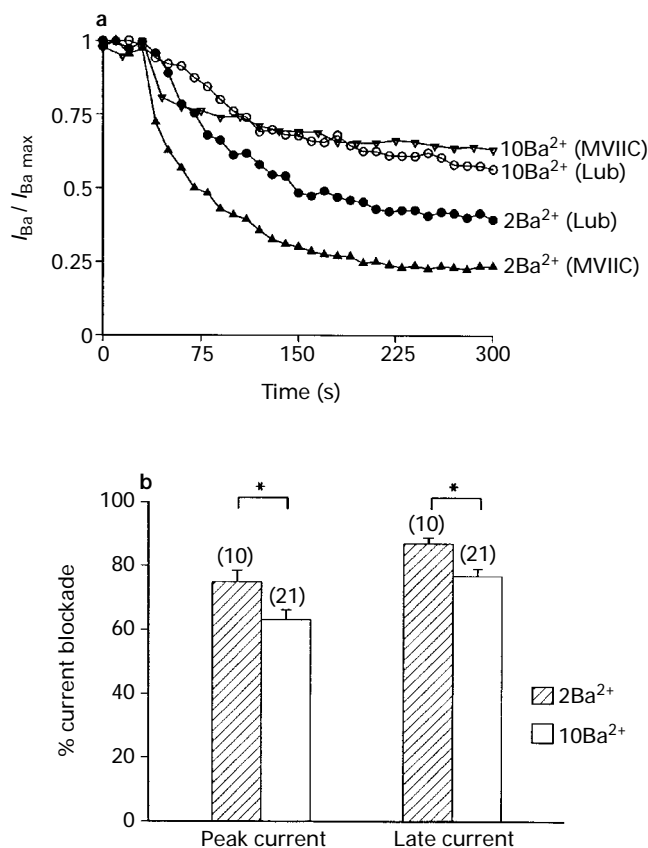 a
1
0.75
0.5
0.25
0
I_Ba / I_Ba max
10Ba²⁺ (MVIIC)
10Ba²⁺ (Lub)
2Ba²⁺ (Lub)
2Ba²⁺ (MVIIC)
0 75 150 225 300
Time (s)
b
100
80
60
40
20
0
% current blockade
* *
(10) (21) (10) (21)
2Ba²⁺
10Ba²⁺
Peak current Late current